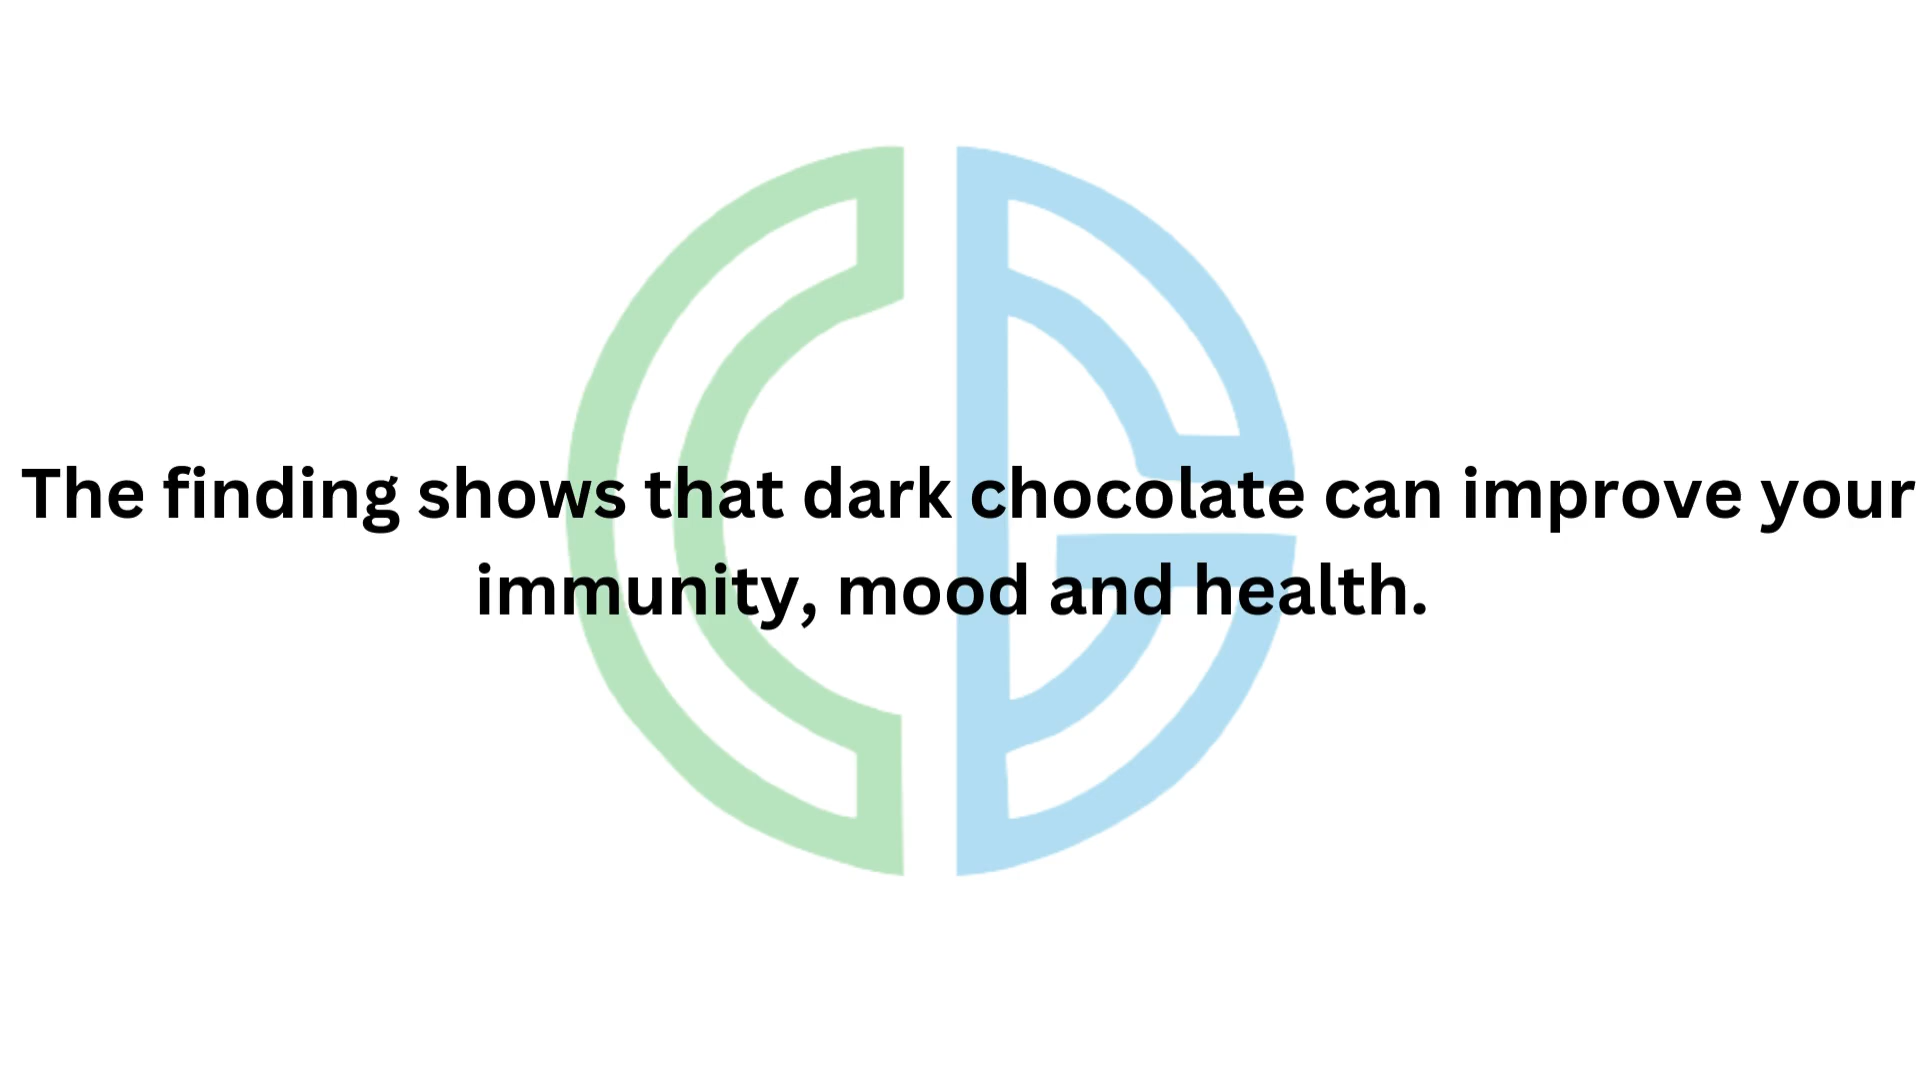 The finding shows that dark chocolate can improve your
immunity, mood and health.